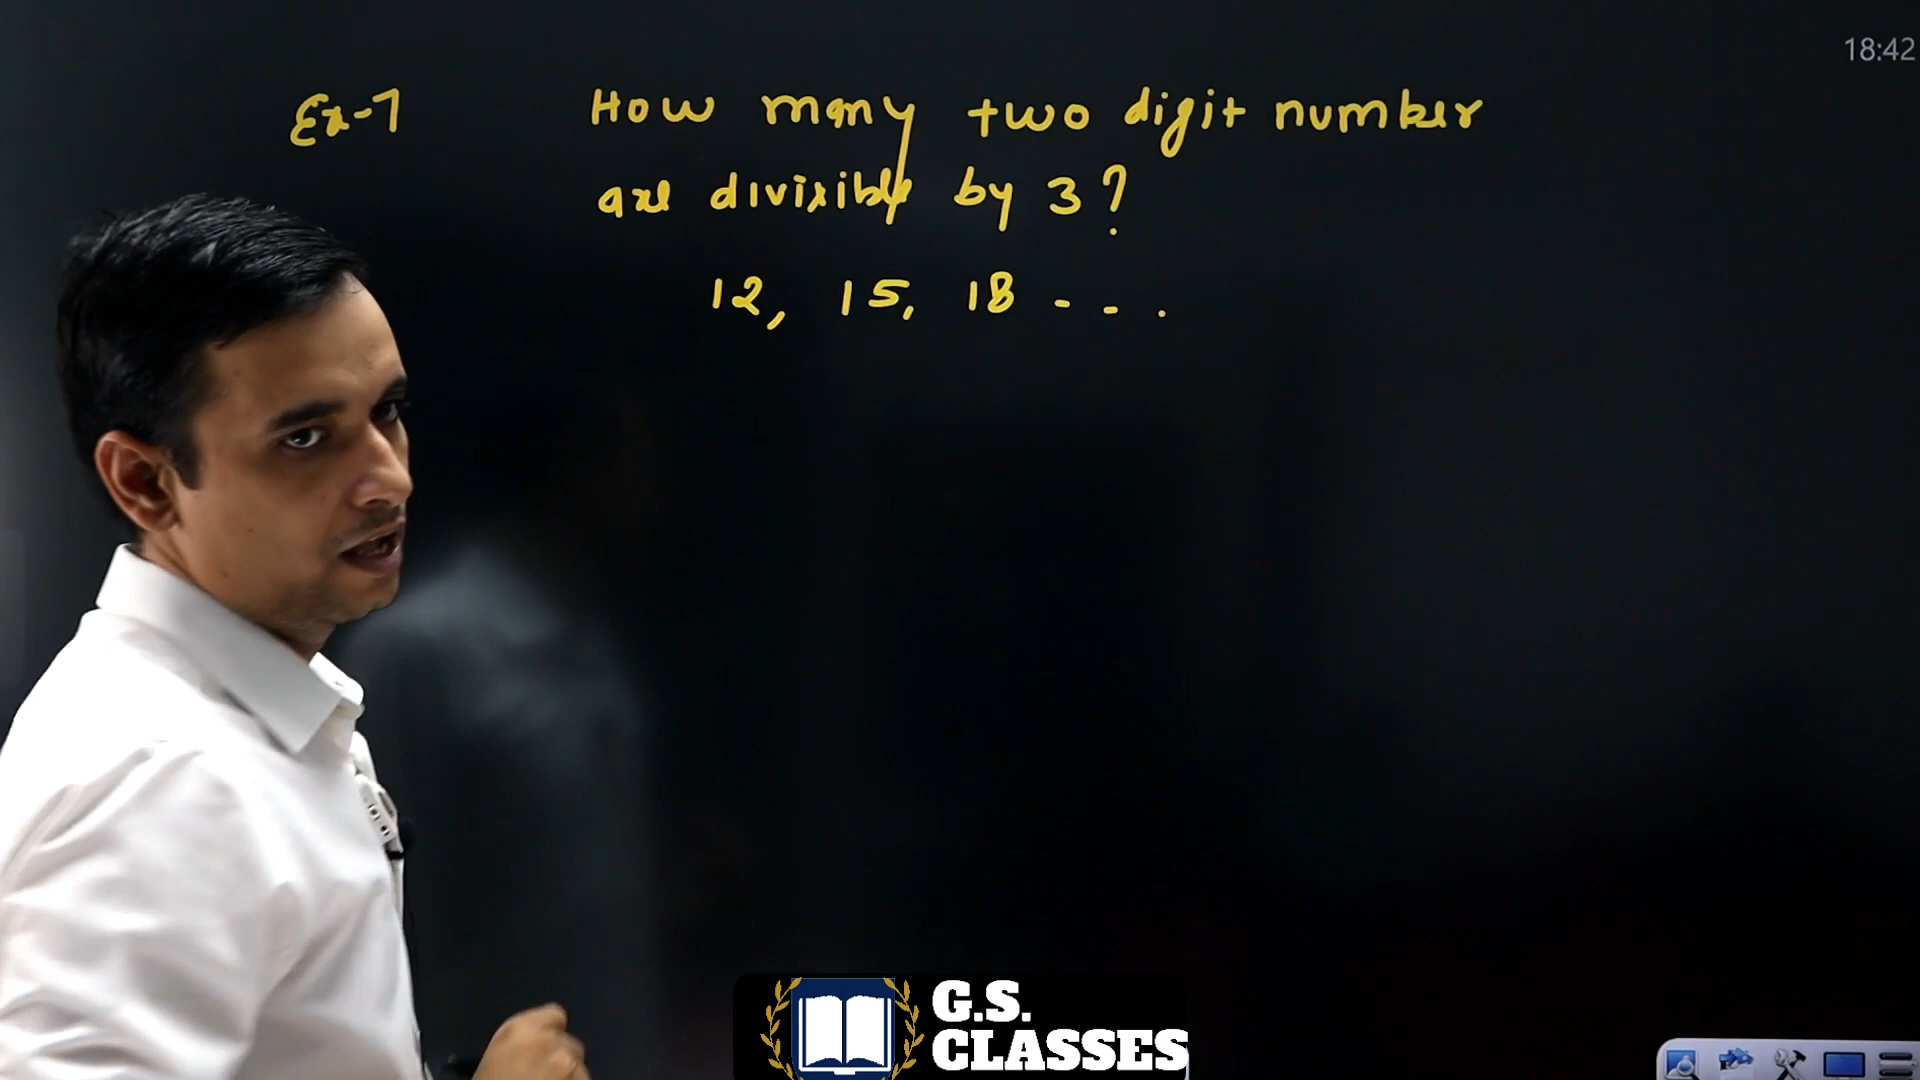 18:42
Ex-7 How many two digit number
are divisible by 3?
12, 15, 18 - - .
G.S.
CLASSES